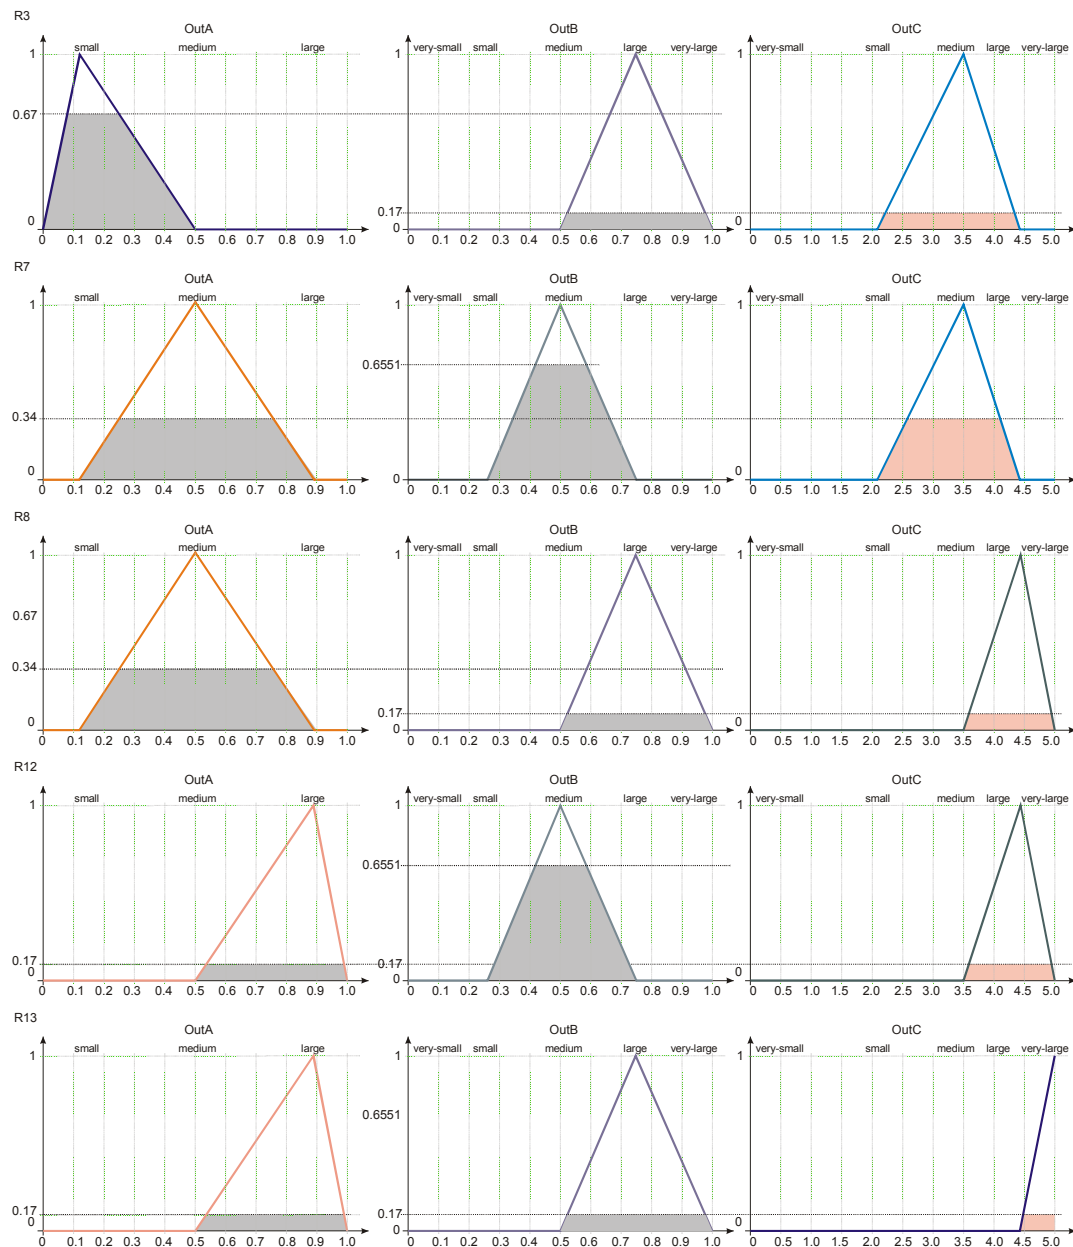 R3
OutA OutB OutC
small medium large very-small small medium large very-large very-small small medium large very-large
1 1 1
0.67
0.17
0 0
0 0.1 0.2 0.3 0.4 0.5 0.6 0.7 0.8 0.9 1.0 0 0.1 0.2 0.3 0.4 0.5 0.6 0.7 0.8 0.9 1.0 0 0.5 1.0 1.5 2.0 2.5 3.0 3.5 4.0 4.5 5.0
R7
OutA OutB OutC
small medium large very-small small medium large very-large very-small small medium large very-large
1 1 1
0.6551
0.34
0 0 0
0 0.1 0.2 0.3 0.4 0.5 0.6 0.7 0.8 0.9 1.0 0 0.1 0.2 0.3 0.4 0.5 0.6 0.7 0.8 0.9 1.0 0 0.5 1.0 1.5 2.0 2.5 3.0 3.5 4.0 4.5 5.0
R8
OutA OutB OutC
small medium large very-small small medium large very-large very-small small medium large very-large
1 1 1
0.67
0.34
0.17
0 0 0
0 0.1 0.2 0.3 0.4 0.5 0.6 0.7 0.8 0.9 1.0 0 0.1 0.2 0.3 0.4 0.5 0.6 0.7 0.8 0.9 1.0 0 0.5 1.0 1.5 2.0 2.5 3.0 3.5 4.0 4.5 5.0
R12
OutA OutB OutC
small medium large very-small small medium large very-large very-small small medium large very-large
1 1 1
0.6551
0.17 0.17
0 0 0
0 0.1 0.2 0.3 0.4 0.5 0.6 0.7 0.8 0.9 1.0 0 0.1 0.2 0.3 0.4 0.5 0.6 0.7 0.8 0.9 1.0 0 0.5 1.0 1.5 2.0 2.5 3.0 3.5 4.0 4.5 5.0
R13
OutA OutB OutC
small medium large very-small small medium large very-large very-small small medium large very-large
1 1 1
0.6551
0.17 0.17
0 0 0
0 0.1 0.2 0.3 0.4 0.5 0.6 0.7 0.8 0.9 1.0 0 0.1 0.2 0.3 0.4 0.5 0.6 0.7 0.8 0.9 1.0 0 0.5 1.0 1.5 2.0 2.5 3.0 3.5 4.0 4.5 5.0